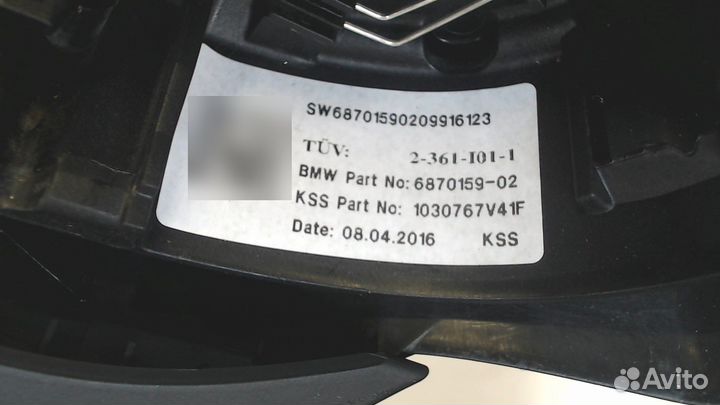 SW68701590209916123
TÜV: 2-361-I01-1
BMW Part No: 6870159-02
KSS Part No: 1030767V41F
Date: 08.04.2016 KSS
Avito